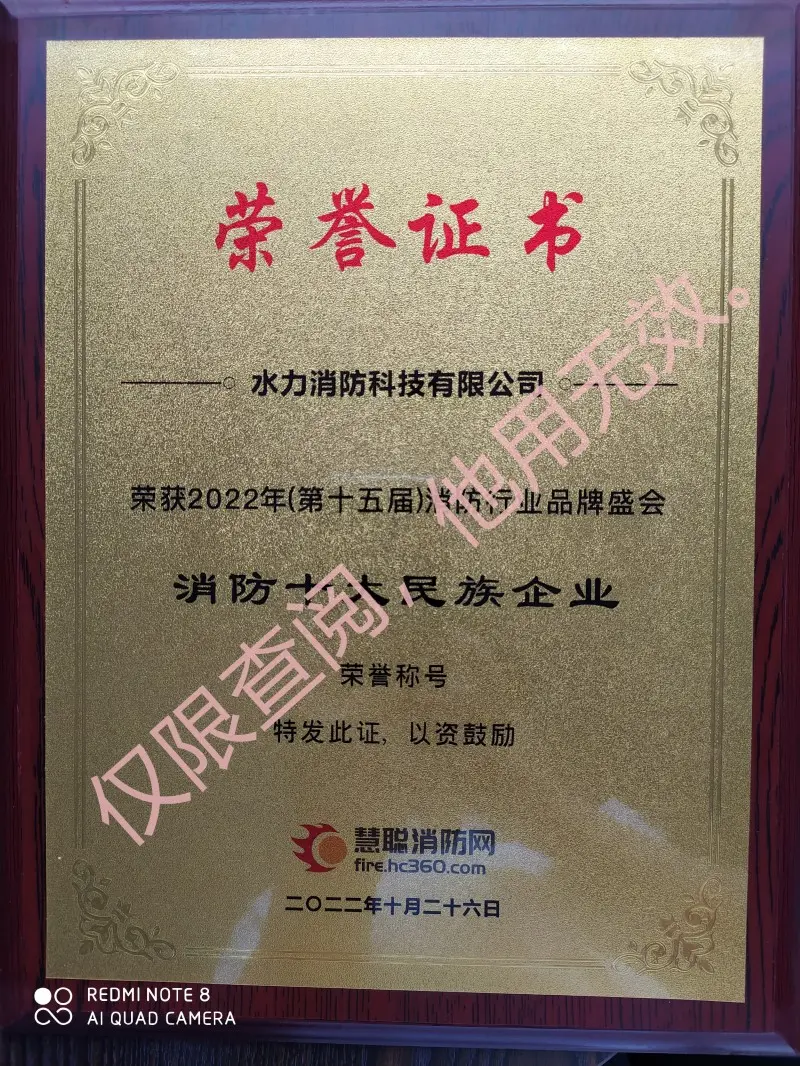 荣誉证书
水力消防科技有限公司
荣获2022年(第十五届)消防行业品牌盛会
消防十大民族企业
荣誉称号
特发此证, 以资鼓励
慧聪消防网
fire.hc360.com
二〇二二年十月二十六日
仅限查阅，他用无效。
REDMI NOTE 8
AI QUAD CAMERA